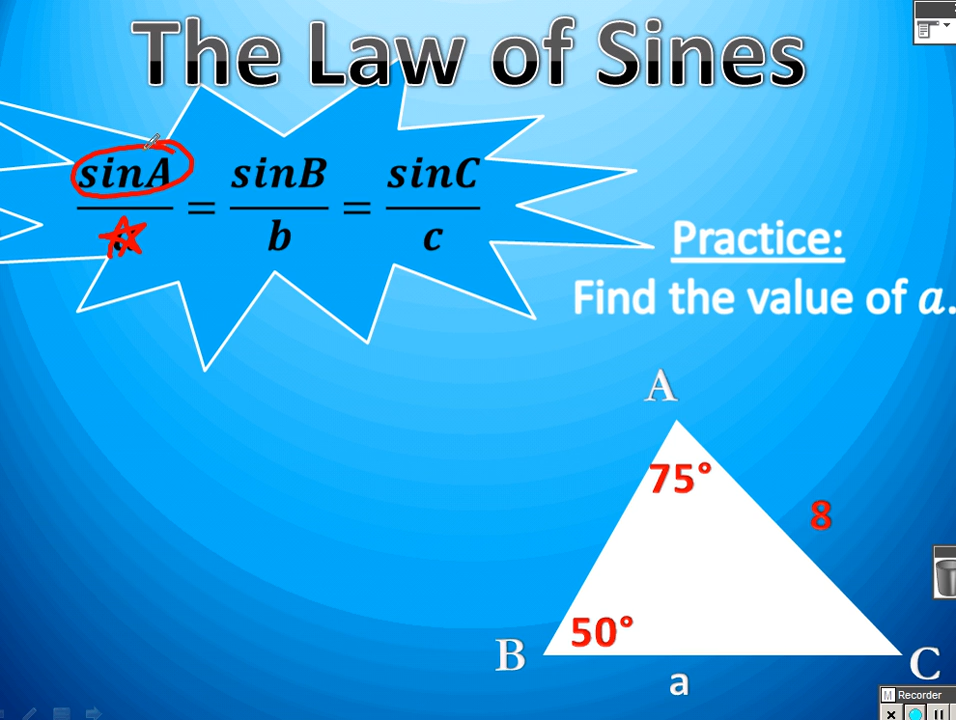 The Law of Sines
sinA/a = sinB/b = sinC/c
Practice:
Find the value of a.
A
75°
8
50°
B
C
a
Recorder